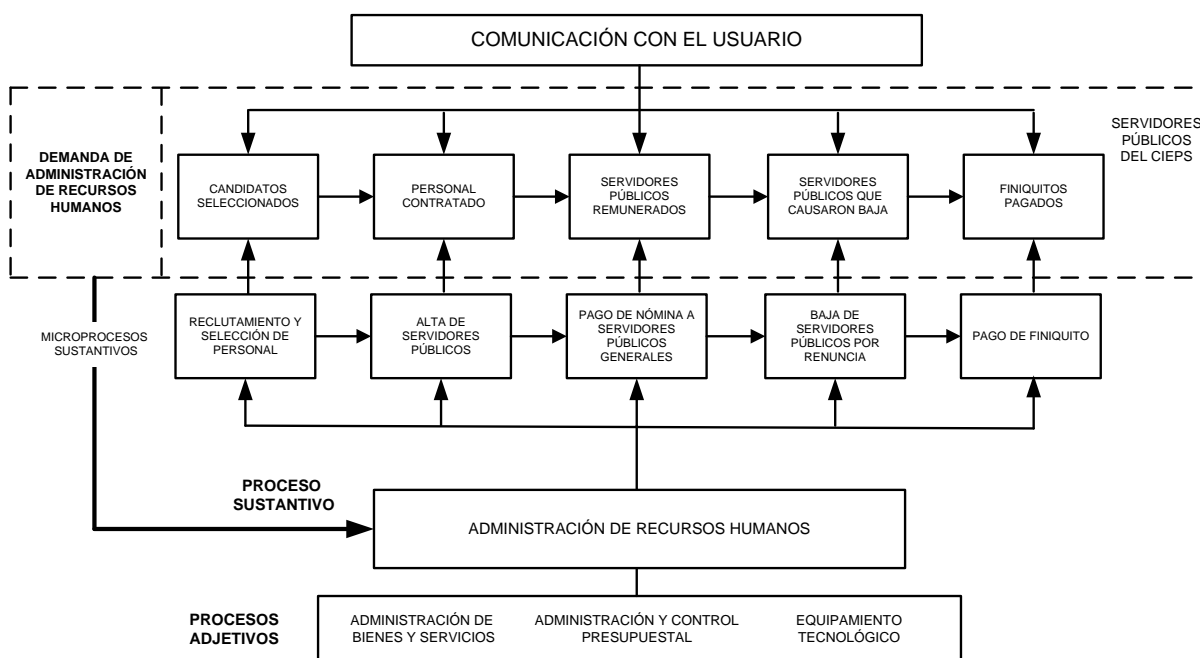 COMUNICACIÓN CON EL USUARIO
SERVIDORES
PÚBLICOS
DEL CIEPS
DEMANDA DE
ADMINISTRACIÓN
DE RECURSOS
HUMANOS
CANDIDATOS
SELECCIONADOS
PERSONAL
CONTRATADO
SERVIDORES
PÚBLICOS
REMUNERADOS
SERVIDORES
PÚBLICOS QUE
CAUSARON BAJA
FINIQUITOS
PAGADOS
MICROPROCESOS
SUSTANTIVOS
RECLUTAMIENTO Y
SELECCIÓN DE
PERSONAL
ALTA DE
SERVIDORES
PÚBLICOS
PAGO DE NÓMINA A
SERVIDORES
PÚBLICOS
GENERALES
BAJA DE
SERVIDORES
PÚBLICOS POR
RENUNCIA
PAGO DE FINIQUITO
PROCESO
SUSTANTIVO
ADMINISTRACIÓN DE RECURSOS HUMANOS
PROCESOS
ADJETIVOS
ADMINISTRACIÓN DE
BIENES Y SERVICIOS
ADMINISTRACIÓN Y CONTROL
PRESUPUESTAL
EQUIPAMIENTO
TECNOLÓGICO